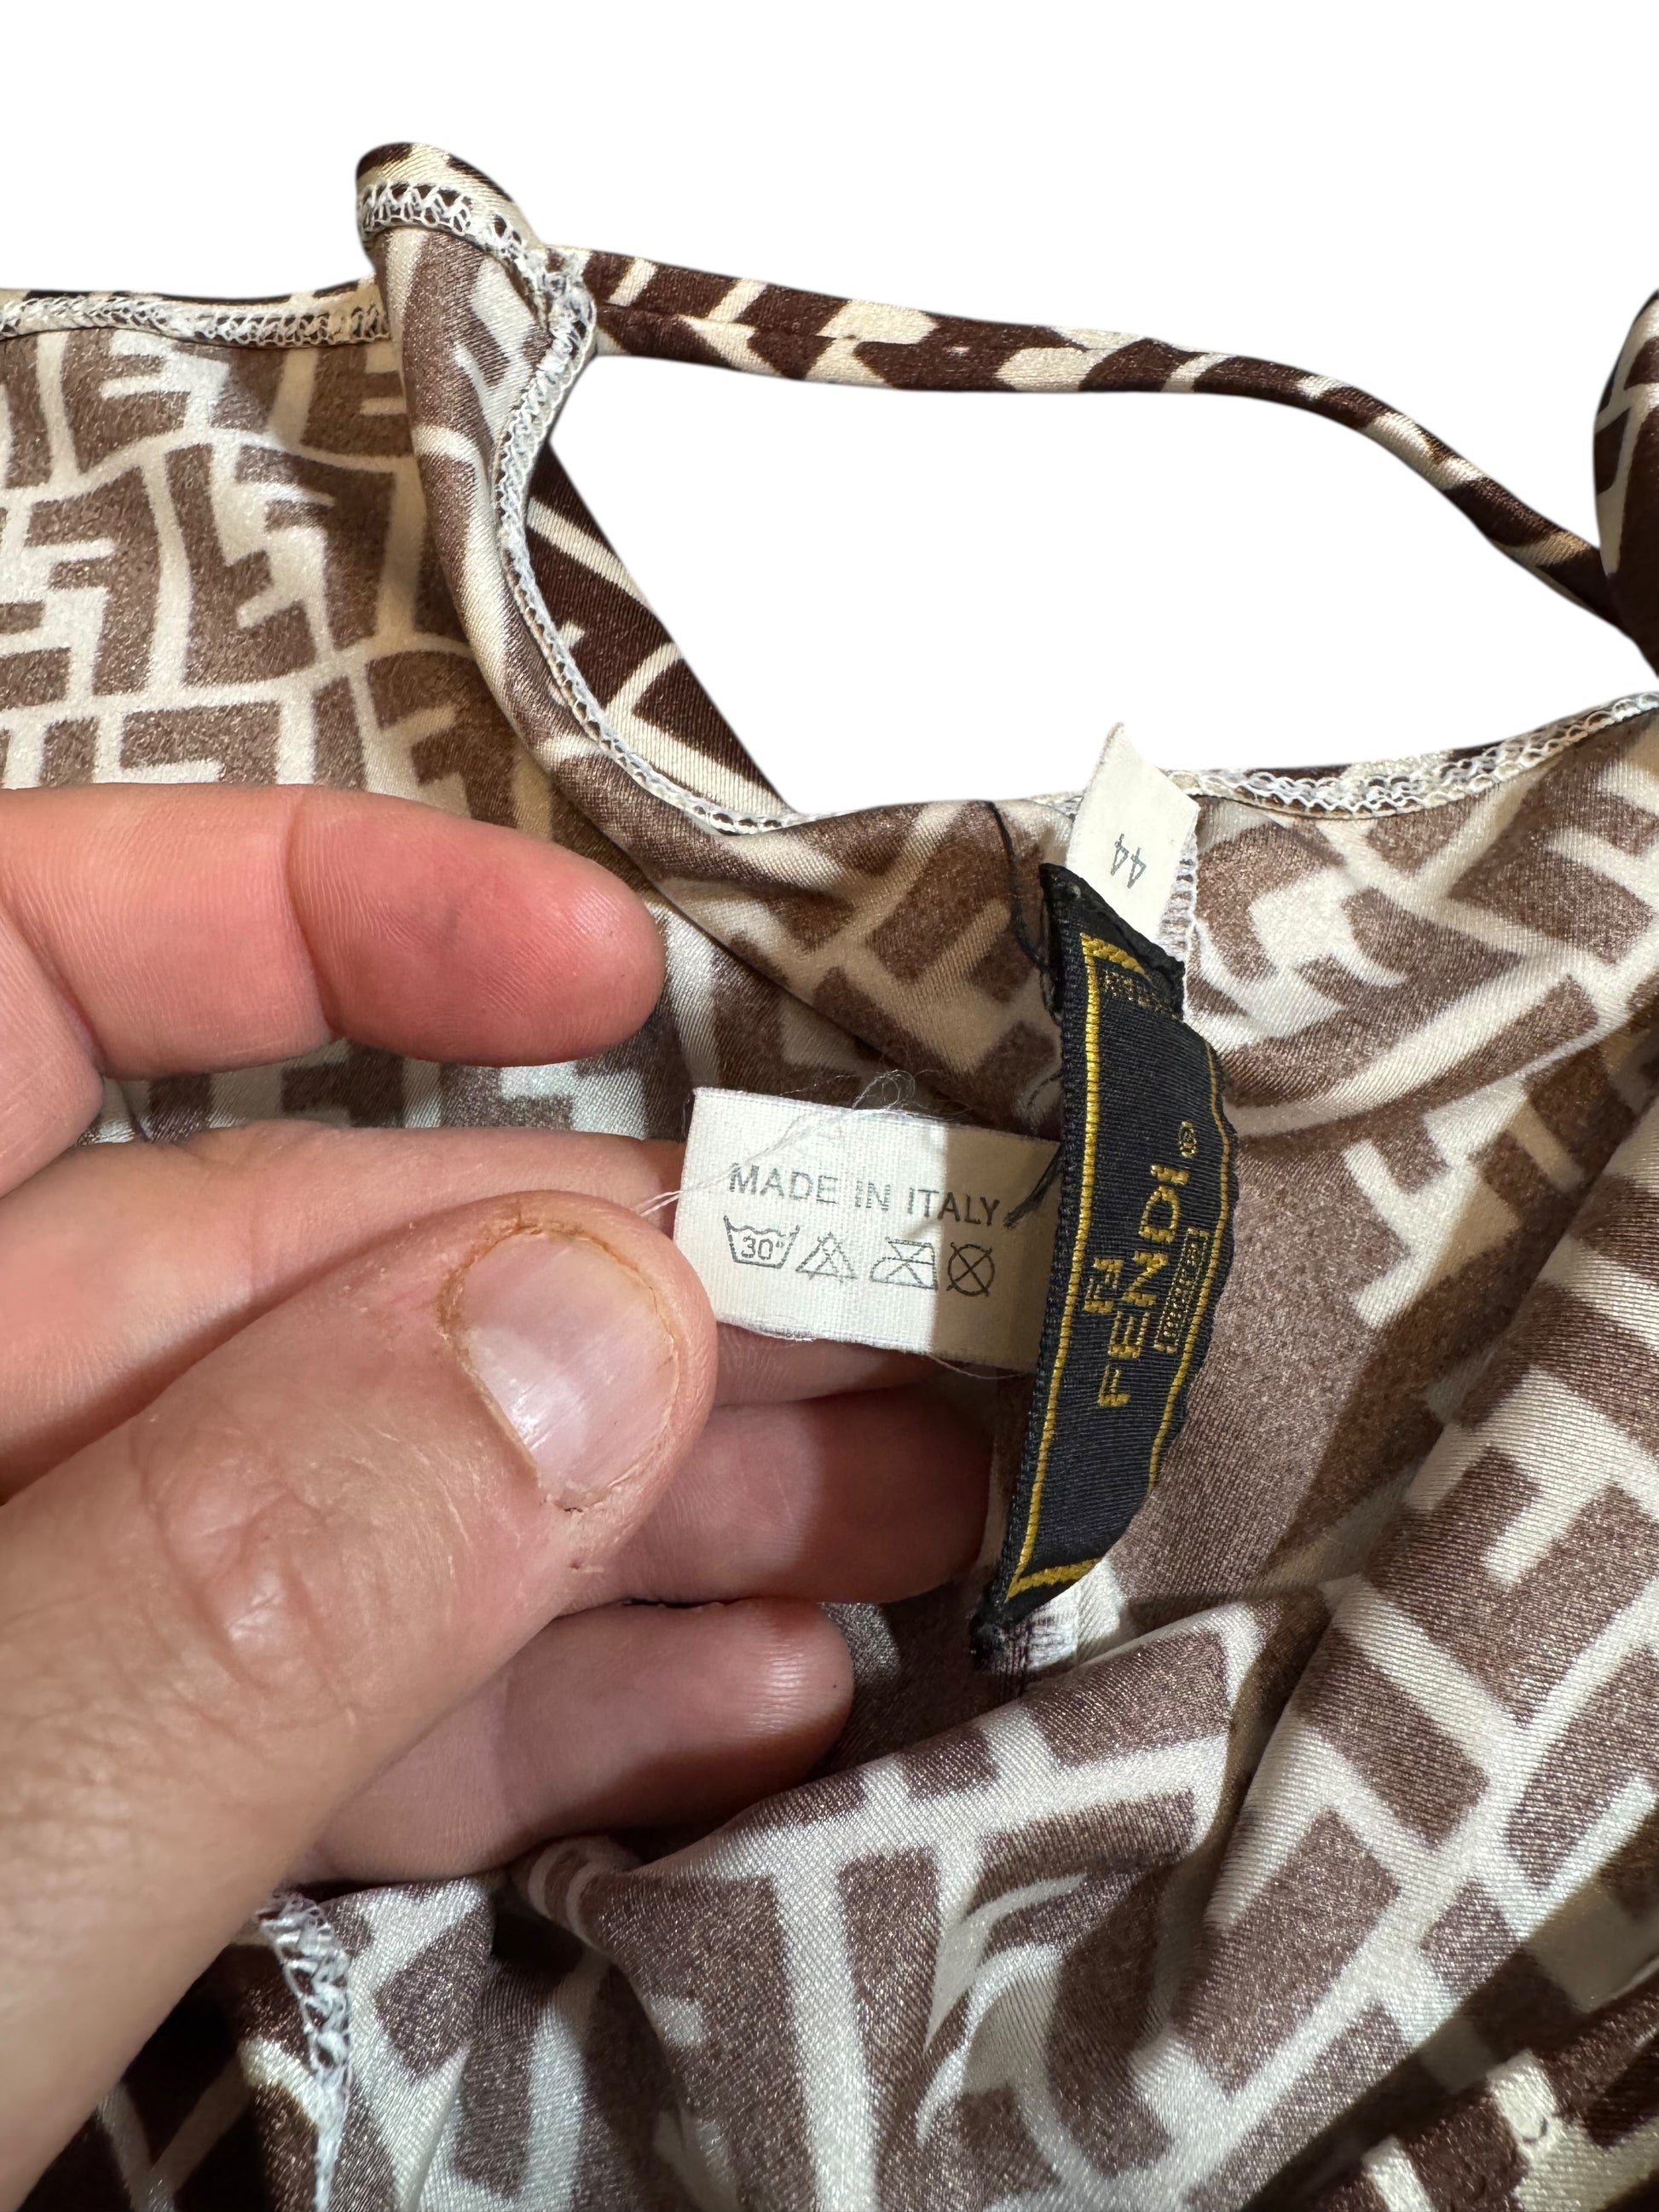 44
MADE IN ITALY
30°
FENDI ®